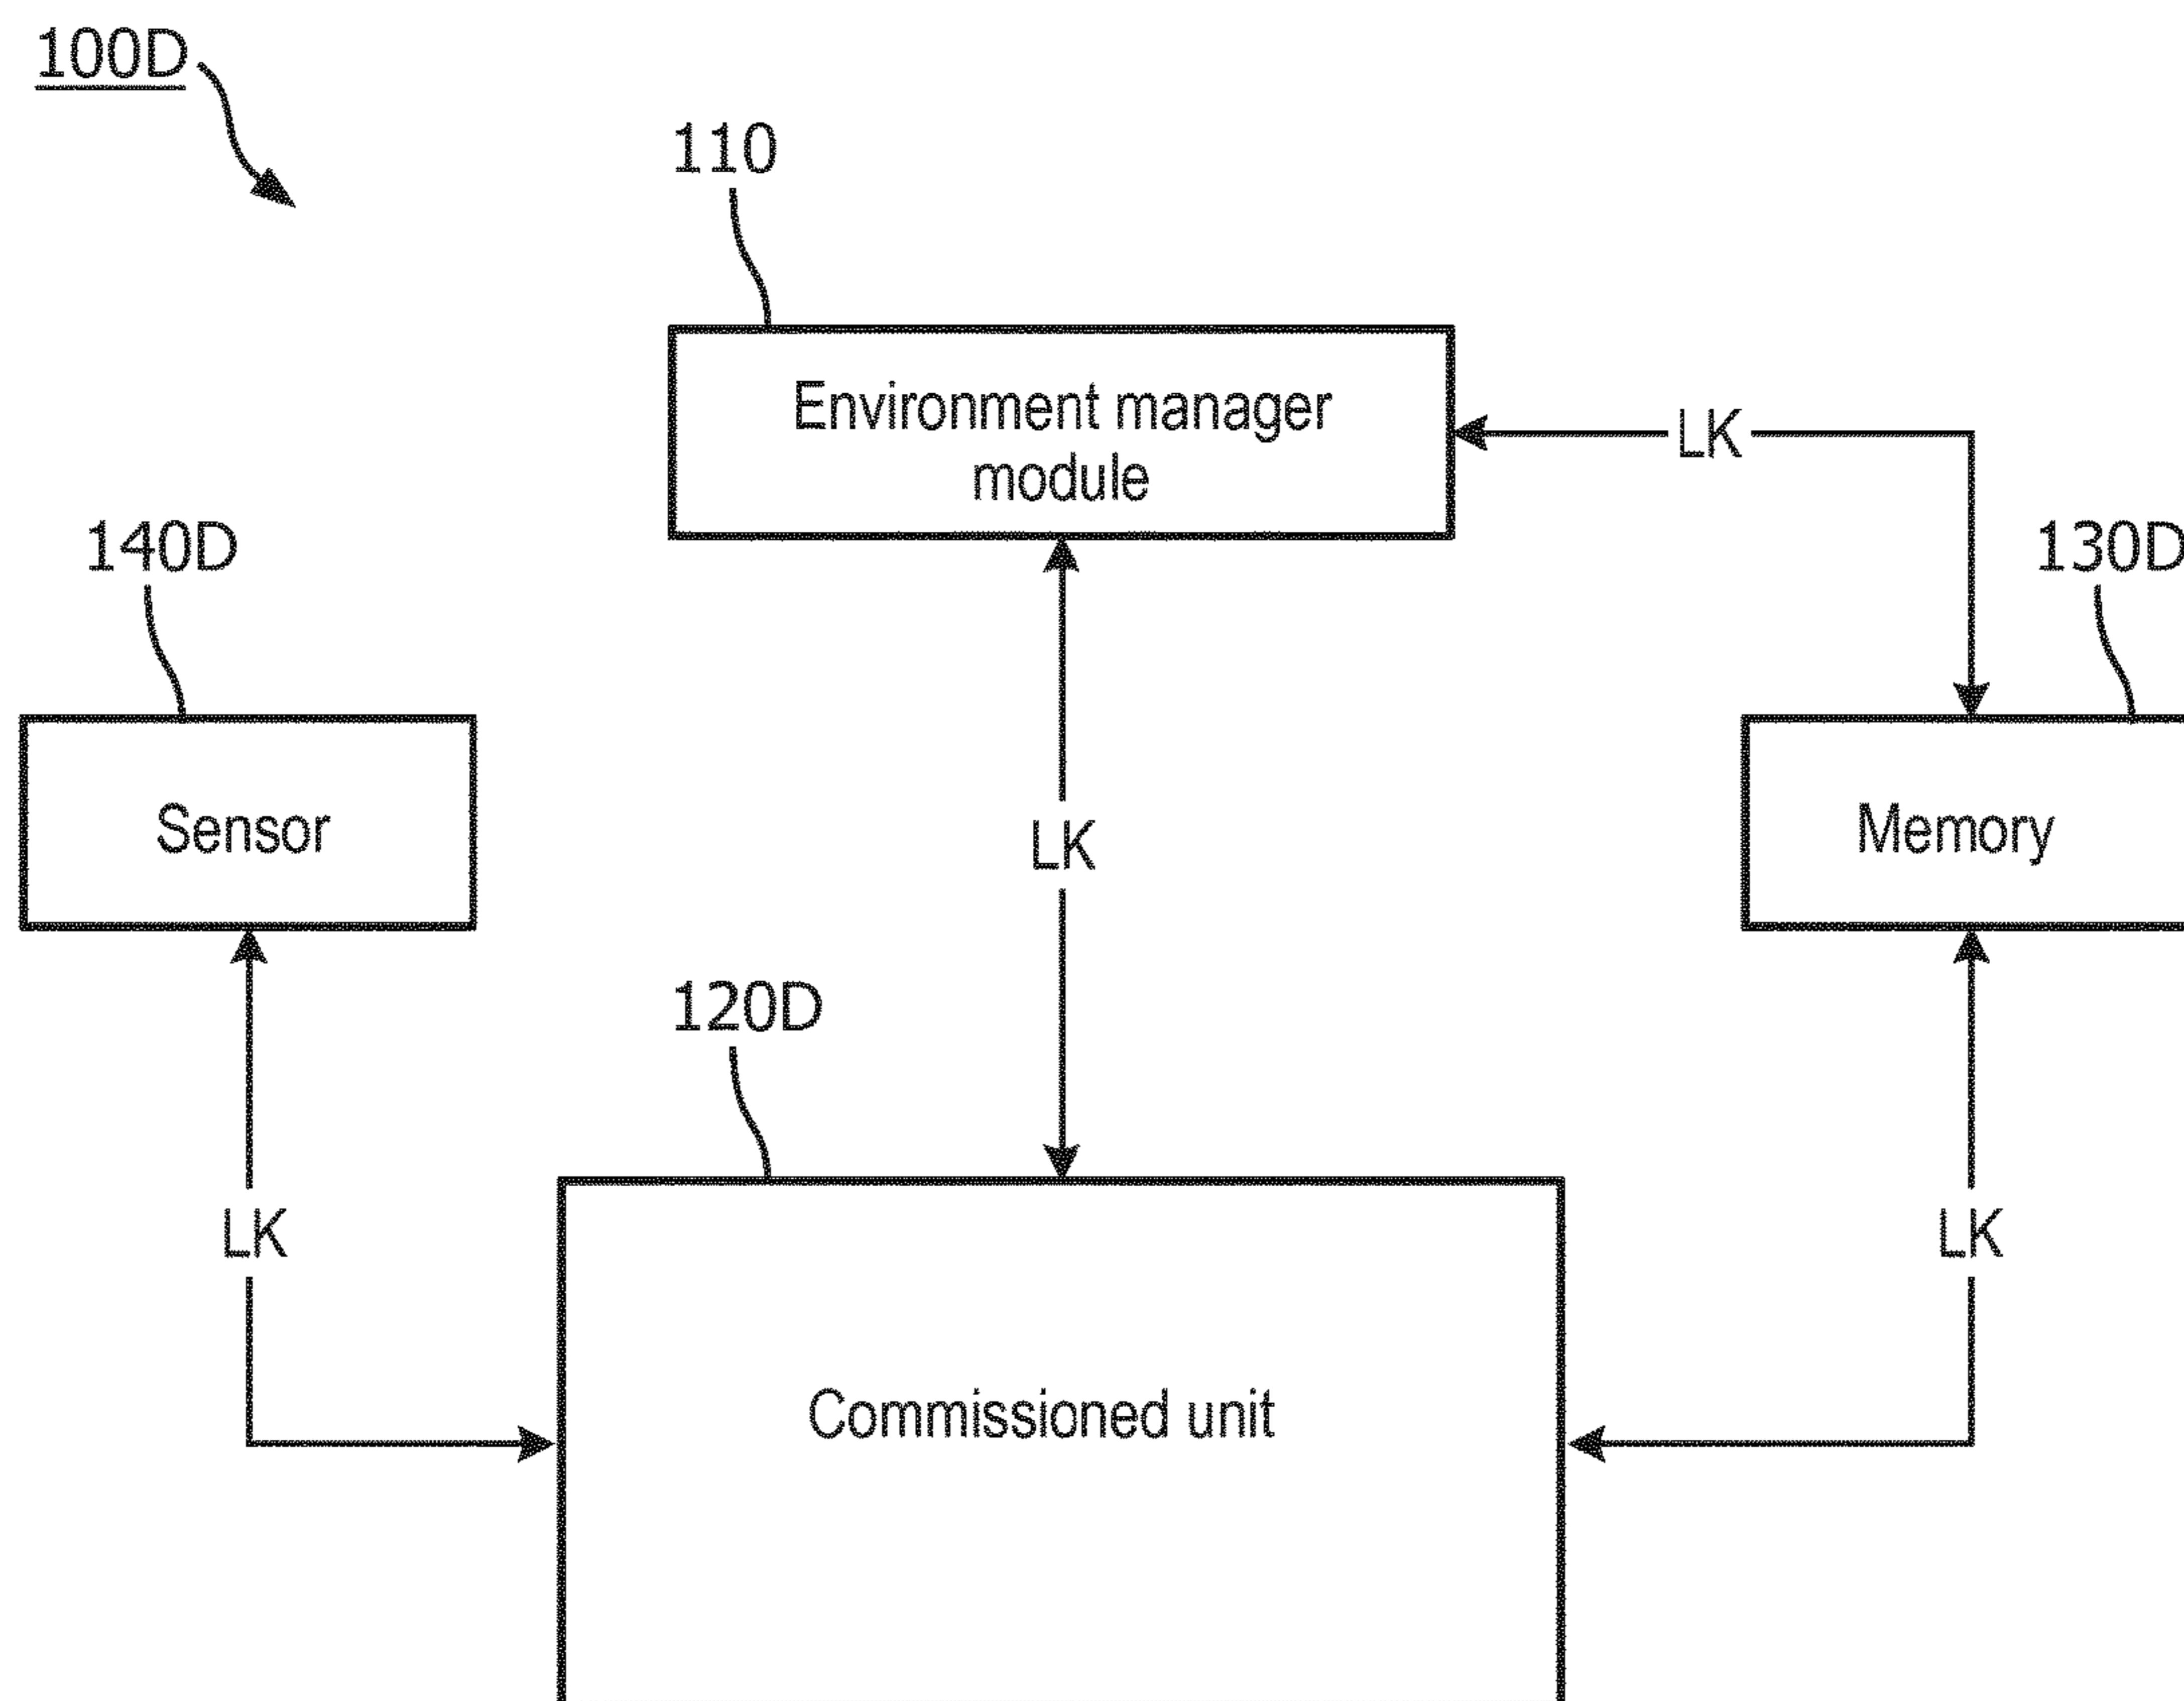 100D
110
Environment manager
module
LK
140D
130D
Sensor
LK
Memory
120D
LK
LK
Commissioned unit